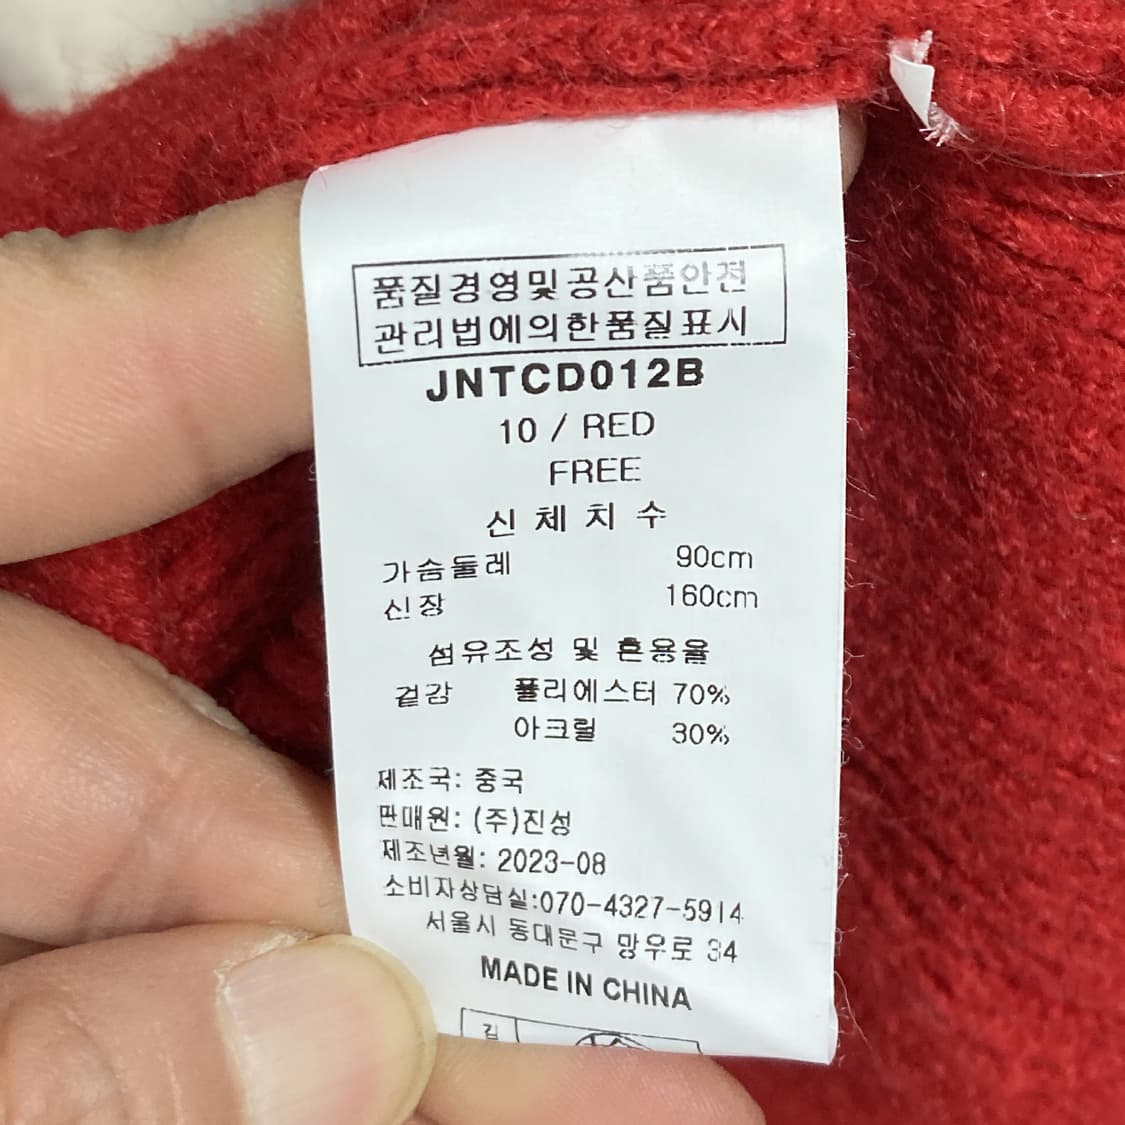 품질경영및공산품안전
관리법에의한품질표시
JNTCD012B
10 / RED
FREE
신체치수
가슴둘레 90cm
신장 160cm
섬유조성 및 혼용율
겉감 폴리에스터 70%
아크릴 30%
제조국: 중국
판매원: (주)진성
제조년월: 2023-08
소비자상담실:070-4327-5914
서울시 동대문구 망우로 34
MADE IN CHINA